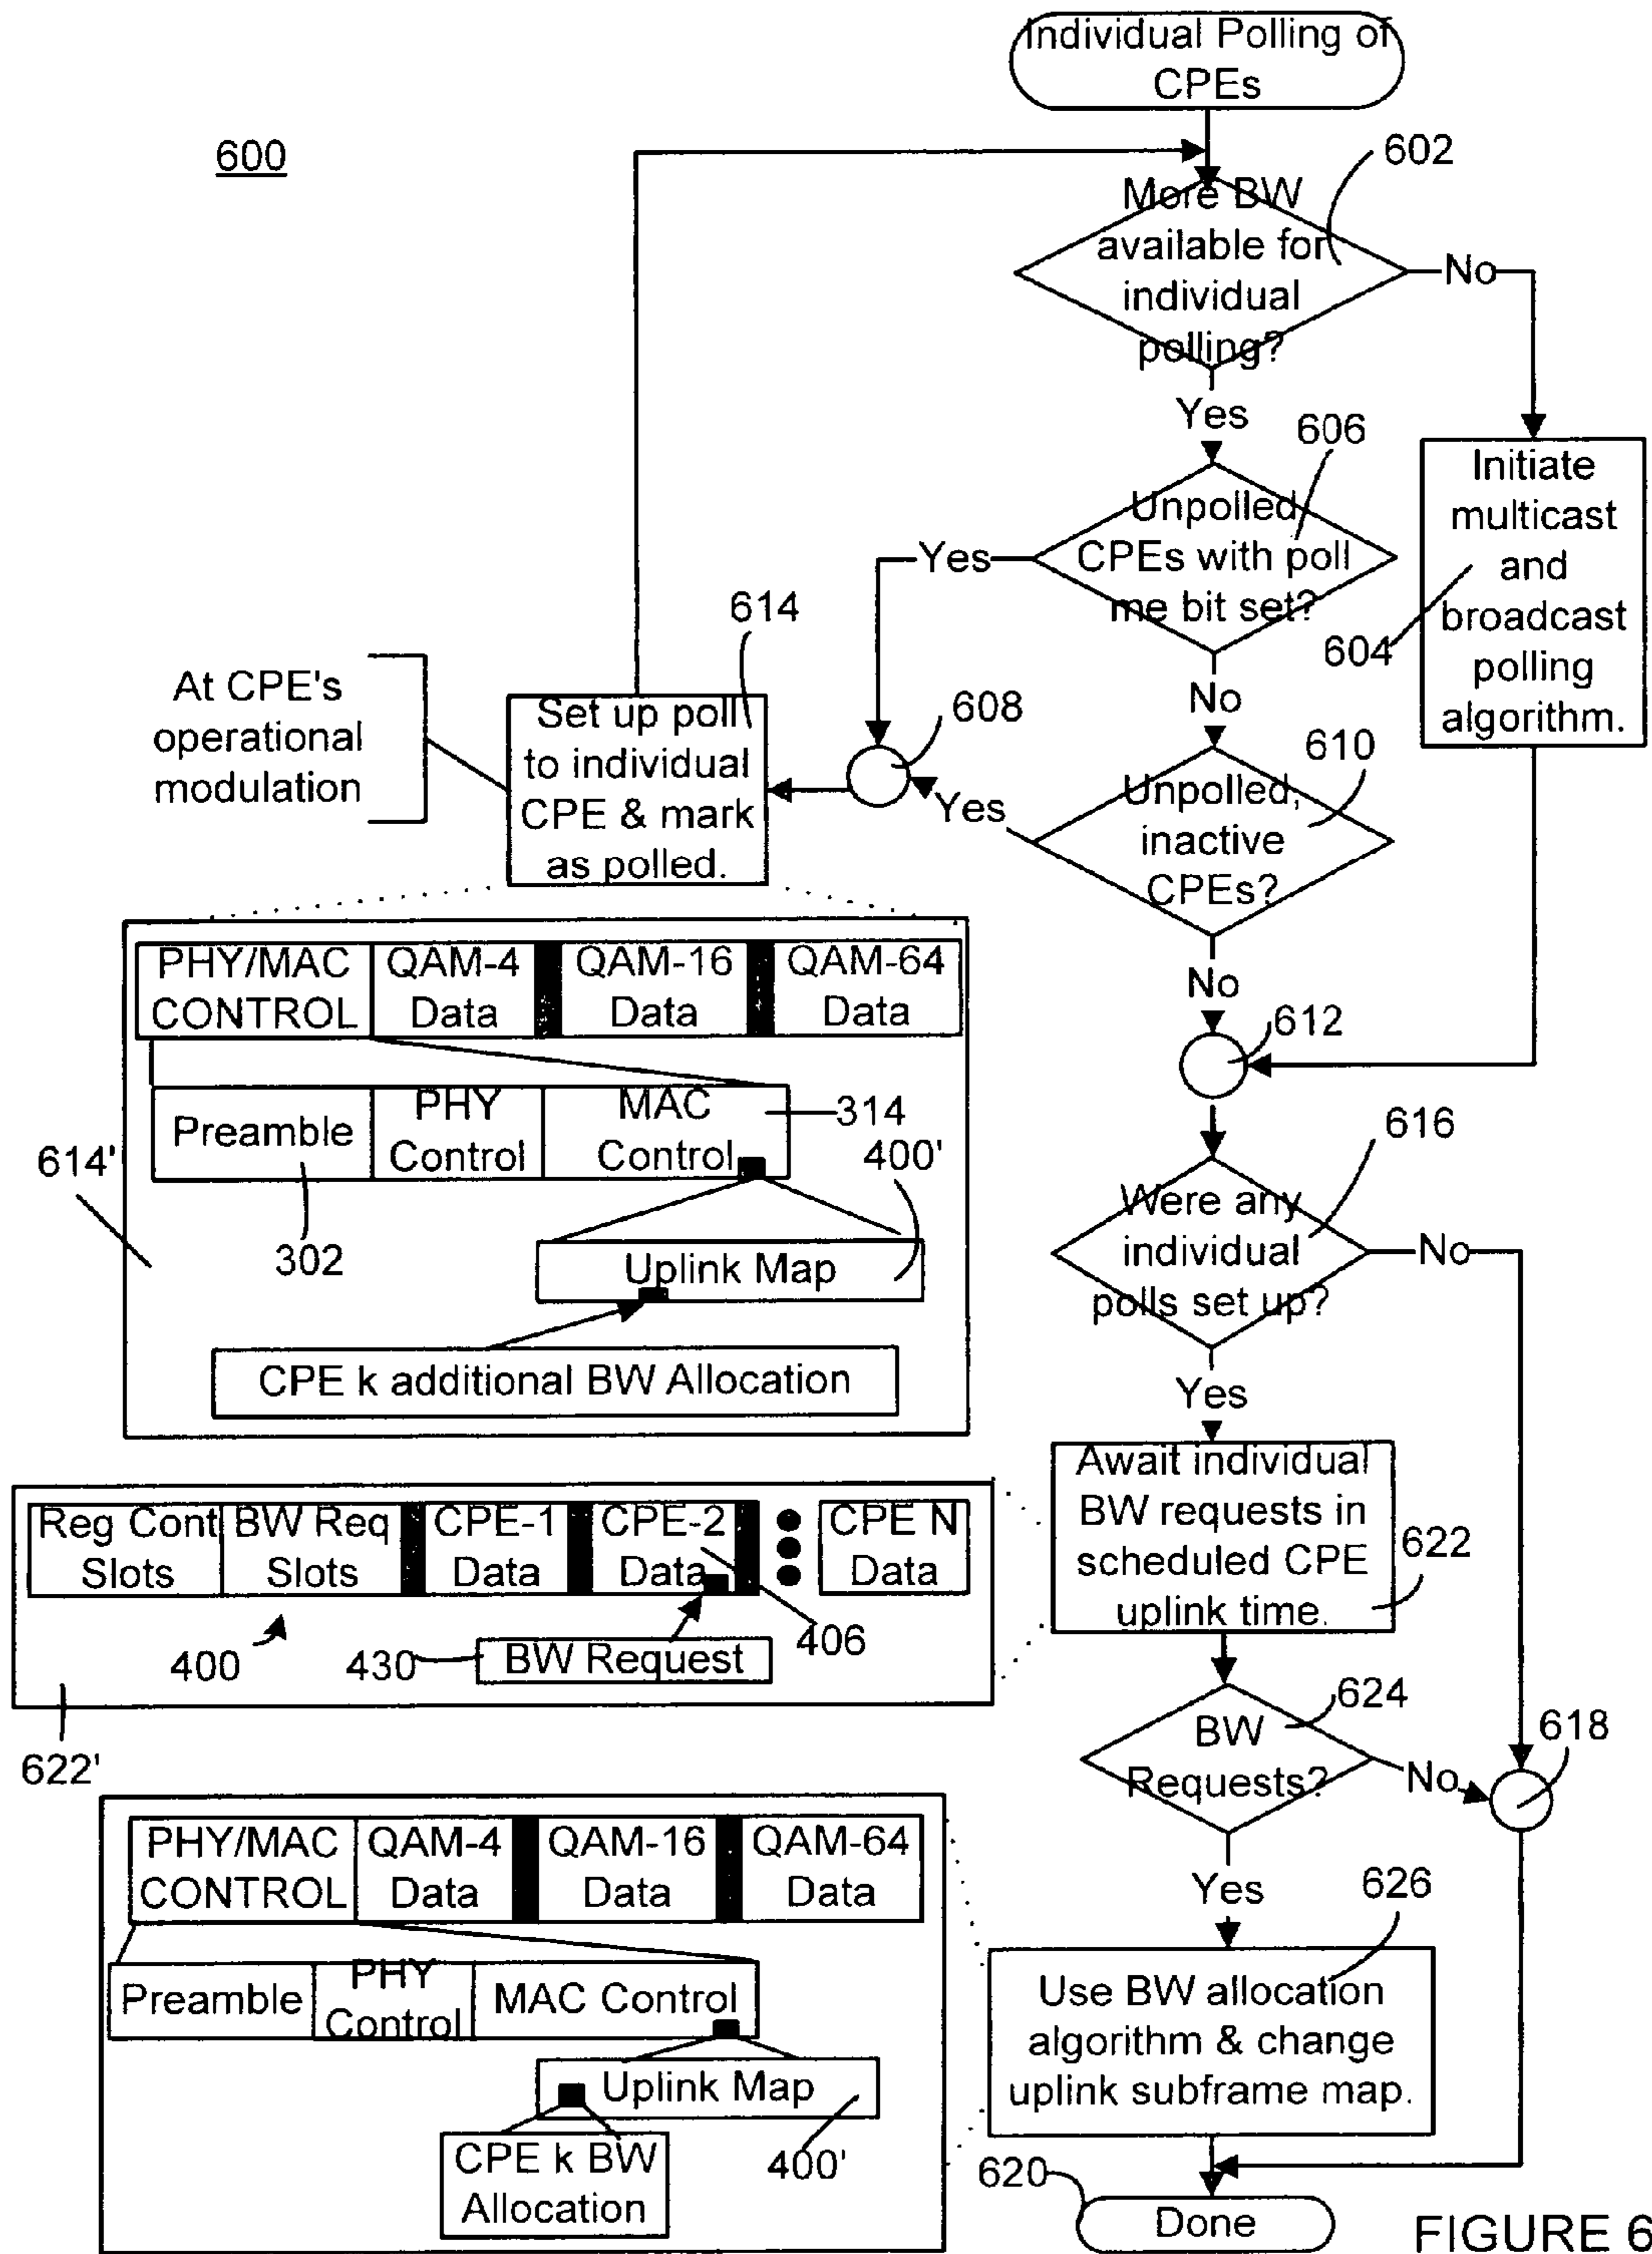 Individual Polling of
CPEs
600
602
More BW
available for
individual
polling?
No
Yes
606
Unpolled
CPEs with poll
me bit set?
Yes
Initiate
multicast
and
broadcast
polling
algorithm.
604
614
At CPE's
operational
modulation
Set up poll
to individual
CPE & mark
as polled.
608
No
610
Unpolled,
inactive
CPEs?
Yes
No
612
PHY/MAC
CONTROL
QAM-4
Data
QAM-16
Data
QAM-64
Data
Preamble
PHY
Control
MAC
Control
314
400'
614'
302
Uplink Map
CPE k additional BW Allocation
616
Were any
individual
polls set up?
No
Yes
Await individual
BW requests in
scheduled CPE
uplink time.
622
Reg Cont
Slots
BW Req
Slots
CPE-1
Data
CPE-2
Data
CPE N
Data
400
430
BW Request
406
622'
624
BW
Requests?
No
618
Yes
626
PHY/MAC
CONTROL
QAM-4
Data
QAM-16
Data
QAM-64
Data
Preamble
PHY
Control
MAC Control
Uplink Map
CPE k BW
Allocation
400'
Use BW allocation
algorithm & change
uplink subframe map.
620
Done
FIGURE 6